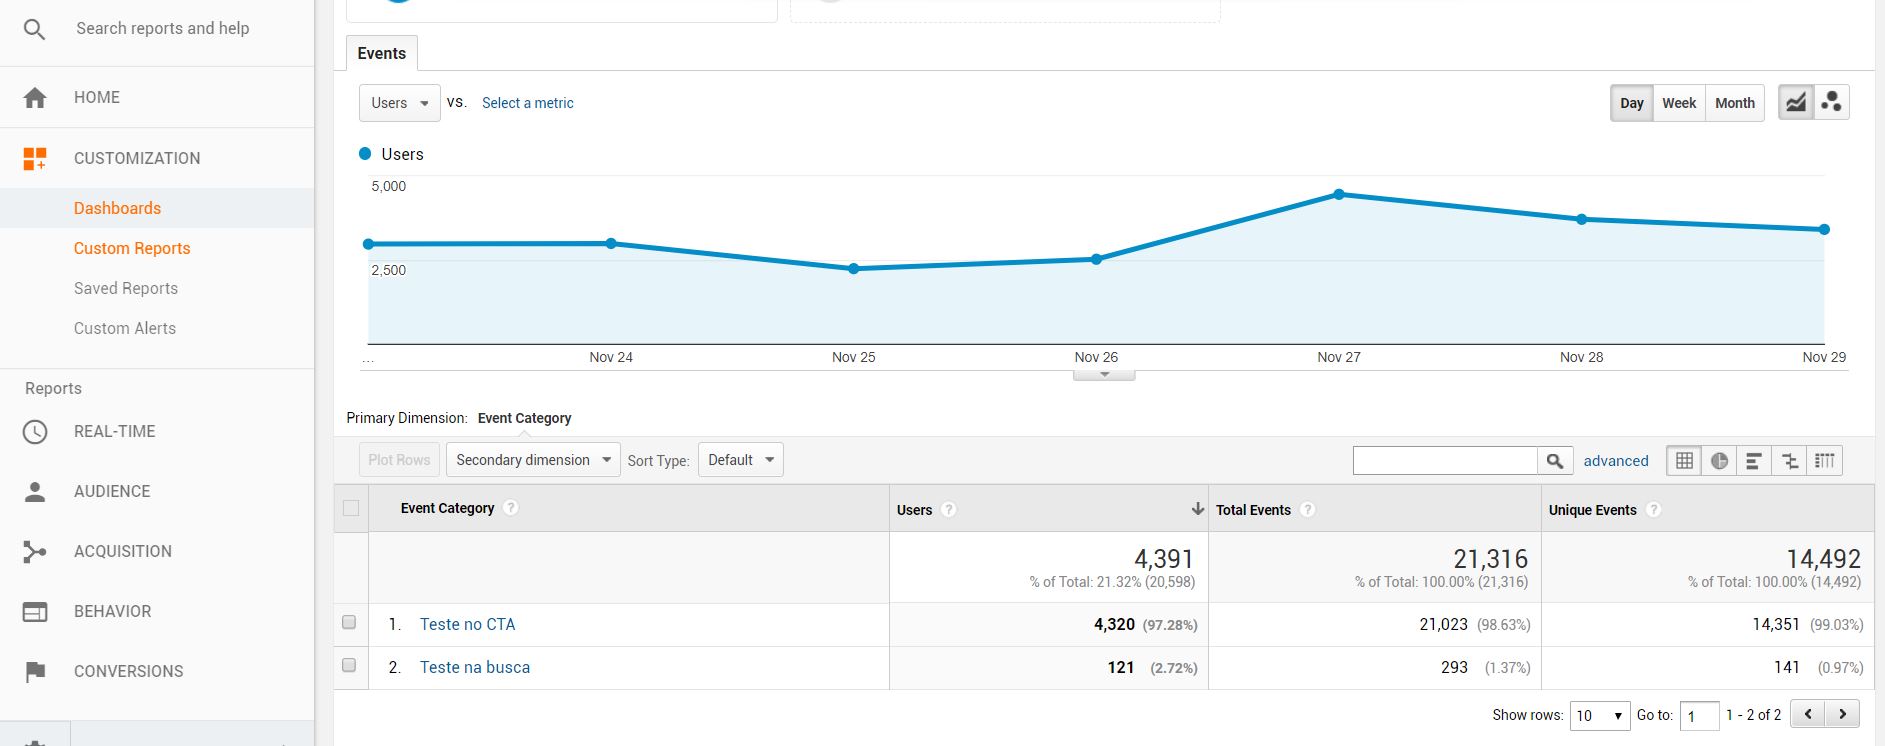 Search reports and help
HOME
CUSTOMIZATION
Dashboards
Custom Reports
Saved Reports
Custom Alerts
Reports
REAL-TIME
AUDIENCE
ACQUISITION
BEHAVIOR
CONVERSIONS
Events
Users VS. Select a metric
Day Week Month
Users
5,000
2,500
... Nov 24 Nov 25 Nov 26 Nov 27 Nov 28 Nov 29
Primary Dimension: Event Category
Plot Rows Secondary dimension Sort Type: Default advanced
Event Category ? Users ? Total Events ? Unique Events ?
4,391 21,316 14,492
% of Total: 21.32% (20,598) % of Total: 100.00% (21,316) % of Total: 100.00% (14,492)
1. Teste no CTA 4,320 (97.28%) 21,023 (98.63%) 14,351 (99.03%)
2. Teste na busca 121 (2.72%) 293 (1.37%) 141 (0.97%)
Show rows: 10 Go to: 1 1 - 2 of 2